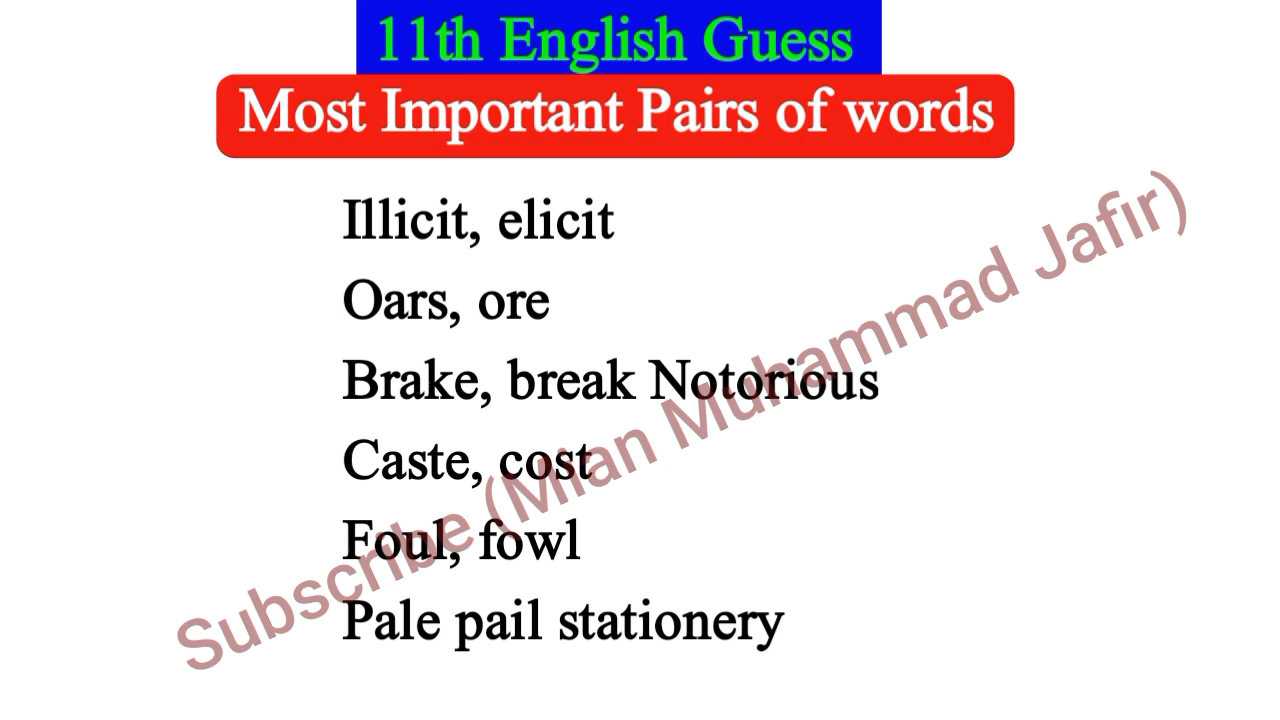 11th English Guess
Most Important Pairs of words
Illicit, elicit
Oars, ore
Brake, break Notorious
Caste, cost
Foul, fowl
Pale pail stationery
Subscribe (Mian Muhammad Jafir)